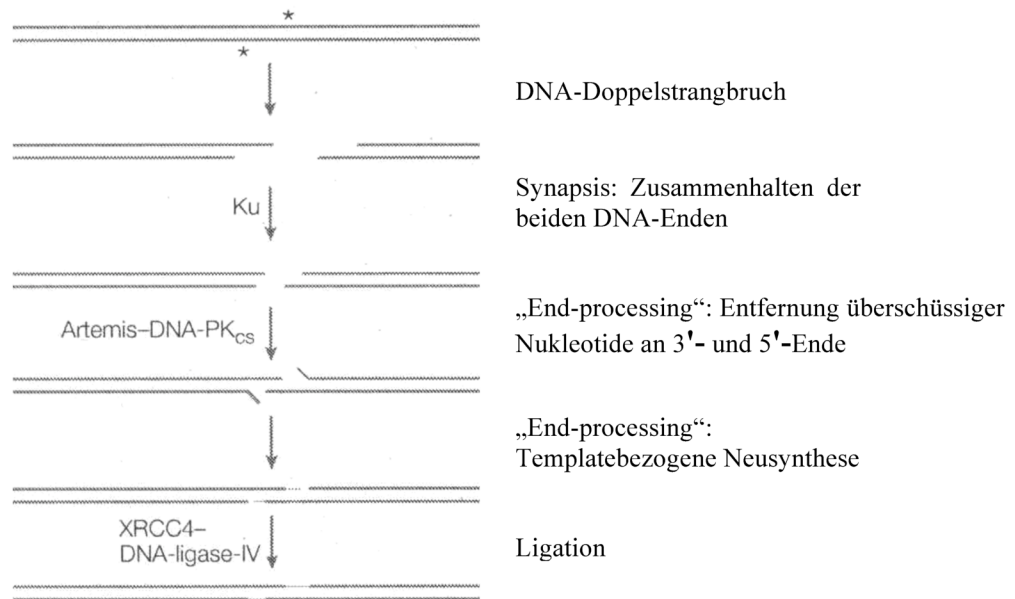 *
*
DNA-Doppelstrangbruch
Ku
Synapsis: Zusammenhalten der
beiden DNA-Enden
Artemis–DNA-PKcs
„End-processing“: Entfernung überschüssiger
Nukleotide an 3'- und 5'-Ende
„End-processing“:
Templatebezogene Neusynthese
XRCC4–
DNA-ligase-IV
Ligation